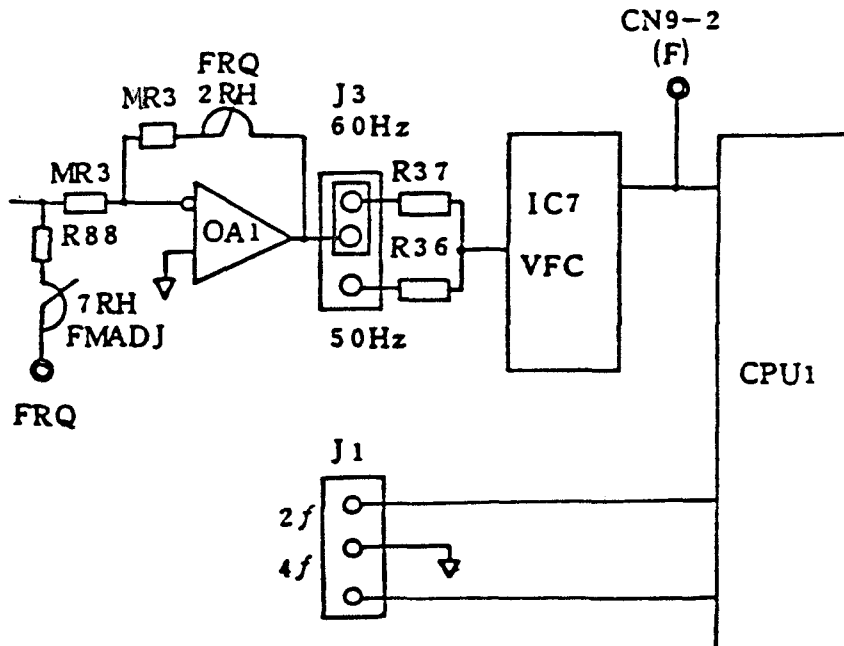 CN9-2
(F)
FRQ
2RH
MR3
J3
60Hz
MR3
R37
R88
OA1
R36
IC7
VFC
7RH
FMADJ
50Hz
CPU1
FRQ
J1
2f
4f